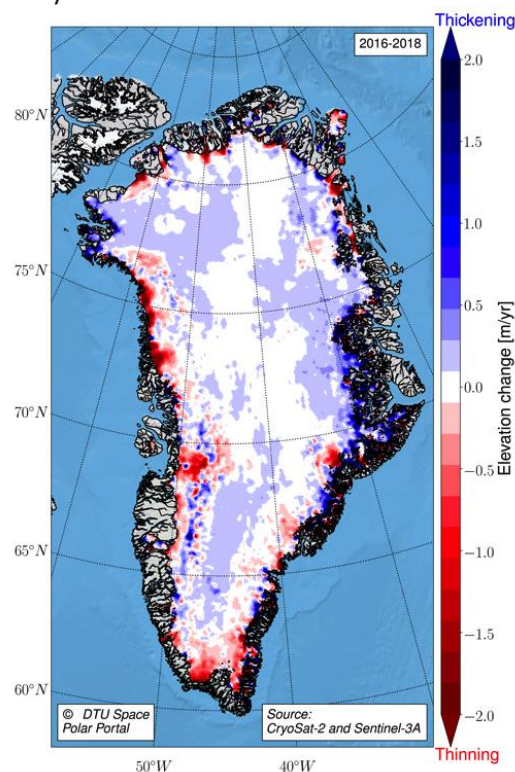 Thickening
2016-2018
80°N
75°N
70°N
65°N
60°N
50°W
40°W
2.0
1.5
1.0
0.5
0.0
−0.5
−1.0
−1.5
−2.0
Elevation change [m/yr]
Thinning
© DTU Space
Polar Portal
Source:
CryoSat-2 and Sentinel-3A